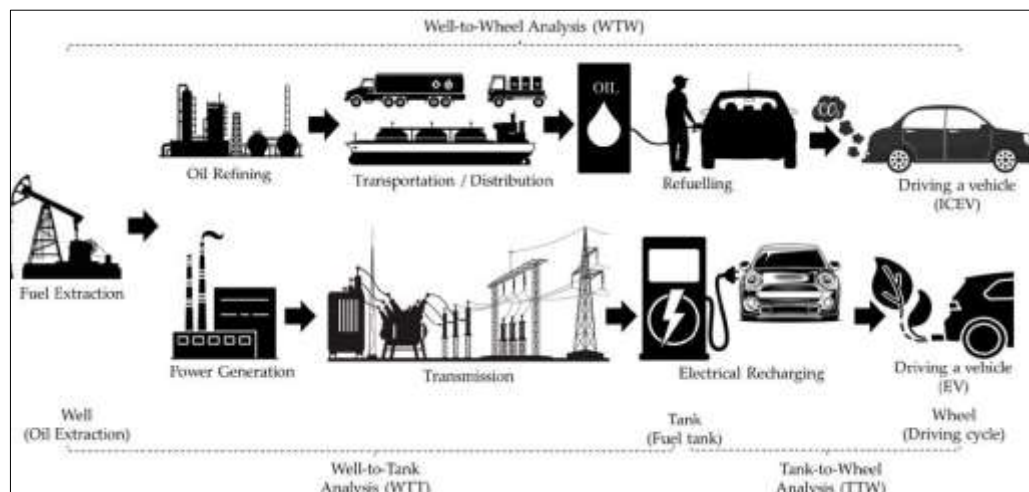 Well-to-Wheel Analysis (WTW)
OIL
CO
Oil Refining
Transportation / Distribution
Refuelling
Driving a vehicle
(ICEV)
Fuel Extraction
Power Generation
Transmission
Electrical Recharging
Driving a vehicle
(EV)
Well
(Oil Extraction)
Tank
(Fuel tank)
Wheel
(Driving cycle)
Well-to-Tank
Analysis (WTT)
Tank-to-Wheel
Analysis (TTW)